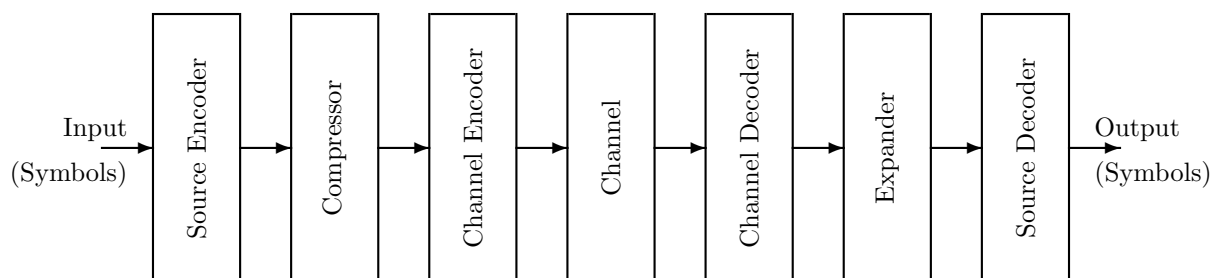 Input
(Symbols)
Source Encoder
Compressor
Channel Encoder
Channel
Channel Decoder
Expander
Source Decoder
Output
(Symbols)